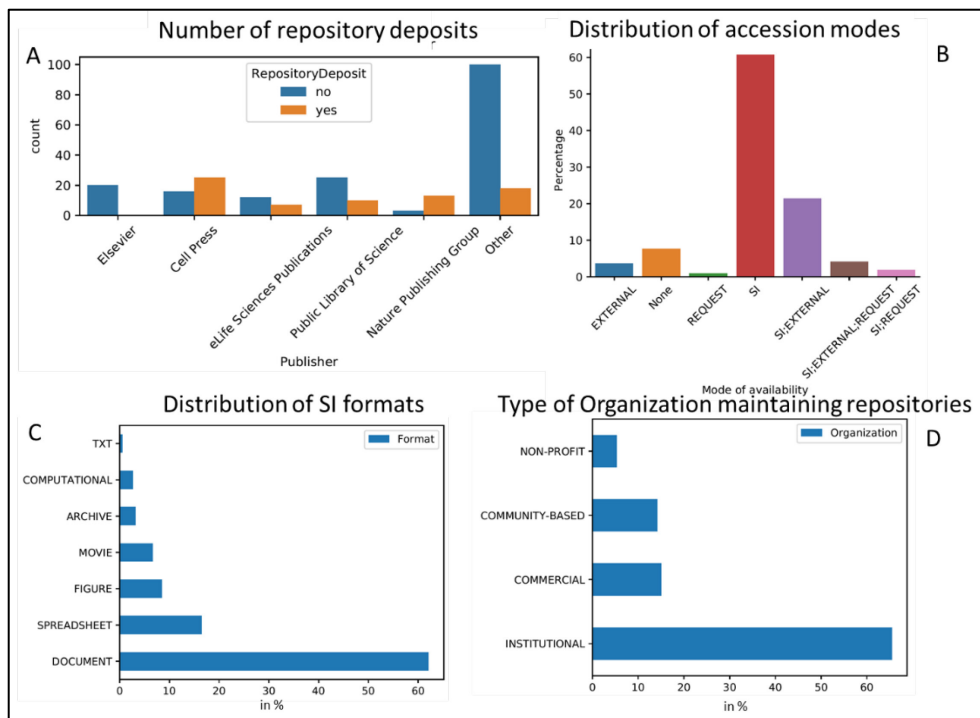 Number of repository deposits
A
RepositoryDeposit
no
yes
count
100
80
60
40
20
0
Elsevier
Cell Press
eLife Sciences Publications
Public Library of Science
Nature Publishing Group
Other
Publisher
Distribution of accession modes
B
Percentage
60
50
40
30
20
10
0
EXTERNAL
None
REQUEST
SI
SI;EXTERNAL
SI;EXTERNAL;REQUEST
SI;REQUEST
Mode of availability
Distribution of SI formats
C
Format
TXT
COMPUTATIONAL
ARCHIVE
MOVIE
FIGURE
SPREADSHEET
DOCUMENT
0 10 20 30 40 50 60
in %
Type of Organization maintaining repositories
D
Organization
NON-PROFIT
COMMUNITY-BASED
COMMERCIAL
INSTITUTIONAL
0 10 20 30 40 50 60
in %